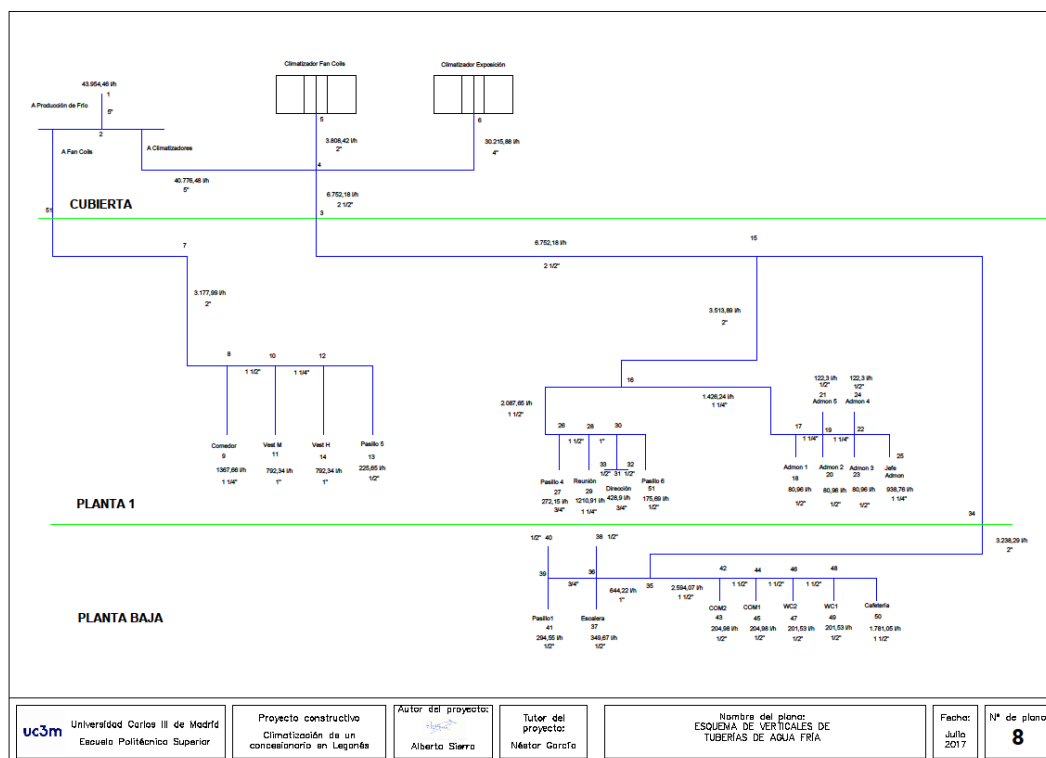 Climatizador Fan Coils
Climatizador Exposición
43.954,46 l/h
1
A Producción de Frío
5"
2
5
6
3.808,42 l/h
2"
30.215,88 l/h
4"
A Fan Coils
A Climatizadores
4
40.776,48 l/h
5"
6.752,18 l/h
2 1/2"
CUBIERTA
51
3
7
6.752,18 l/h
15
2 1/2"
3.177,99 l/h
2"
3.513,89 l/h
2"
8
10
12
1 1/2"
1 1/4"
16
122,3 l/h
1/2"
21
Admon 5
122,3 l/h
1/2"
24
Admon 4
2.087,65 l/h
1 1/2"
1.426,24 l/h
1 1/4"
26
28
30
1 1/2"
1"
17
19
22
1 1/4"
1 1/4"
25
Comedor
9
1367,66 l/h
1 1/4"
Vest M
11
792,34 l/h
1"
Vest H
14
792,34 l/h
1"
Pasillo 5
13
225,65 l/h
1/2"
33
1/2"
31
32
1/2"
Pasillo 4
27
272,15 l/h
3/4"
Reunión
29
1210,91 l/h
1 1/4"
Dirección
428,9 l/h
3/4"
Pasillo 6
51
175,69 l/h
1/2"
Admon 1
18
80,96 l/h
1/2"
Admon 2
20
80,96 l/h
1/2"
Admon 3
23
80,96 l/h
1/2"
Jefe
Admon
938,76 l/h
1 1/4"
PLANTA 1
34
3.238,29 l/h
2"
1/2" 40
38 1/2"
39
36
3/4"
644,22 l/h
1"
35
2.594,07 l/h
1 1/2"
42
44
46
48
1 1/2"
1 1/2"
1 1/2"
PLANTA BAJA
Pasillo1
41
294,55 l/h
1/2"
Escalera
37
349,67 l/h
1/2"
COM2
43
204,98 l/h
1/2"
COM1
45
204,98 l/h
1/2"
WC2
47
201,53 l/h
1/2"
WC1
49
201,53 l/h
1/2"
Cafetería
50
1.781,05 l/h
1 1/2"
uc3m
Universidad Carlos III de Madrid
Escuela Politécnica Superior
Proyecto constructivo
Climatización de un
concesionario en Leganés
Autor del proyecto:
Alberto Sierra
Tutor del
proyecto:
Néstor García
Nombre del plano:
ESQUEMA DE VERTICALES DE
TUBERÍAS DE AGUA FRÍA
Fecha:
Julio
2017
Nº de plano
8